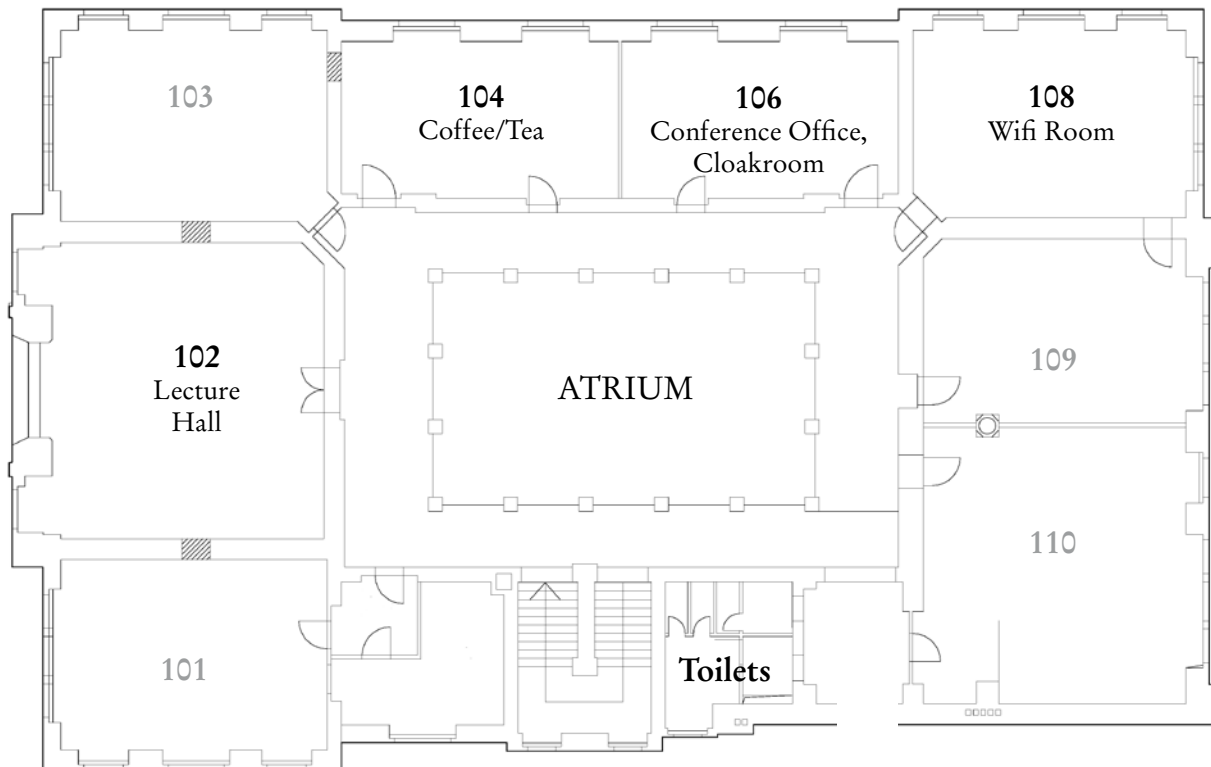 103
104
Coffee/Tea
106
Conference Office,
Cloakroom
108
Wifi Room
102
Lecture
Hall
ATRIUM
109
110
101
Toilets